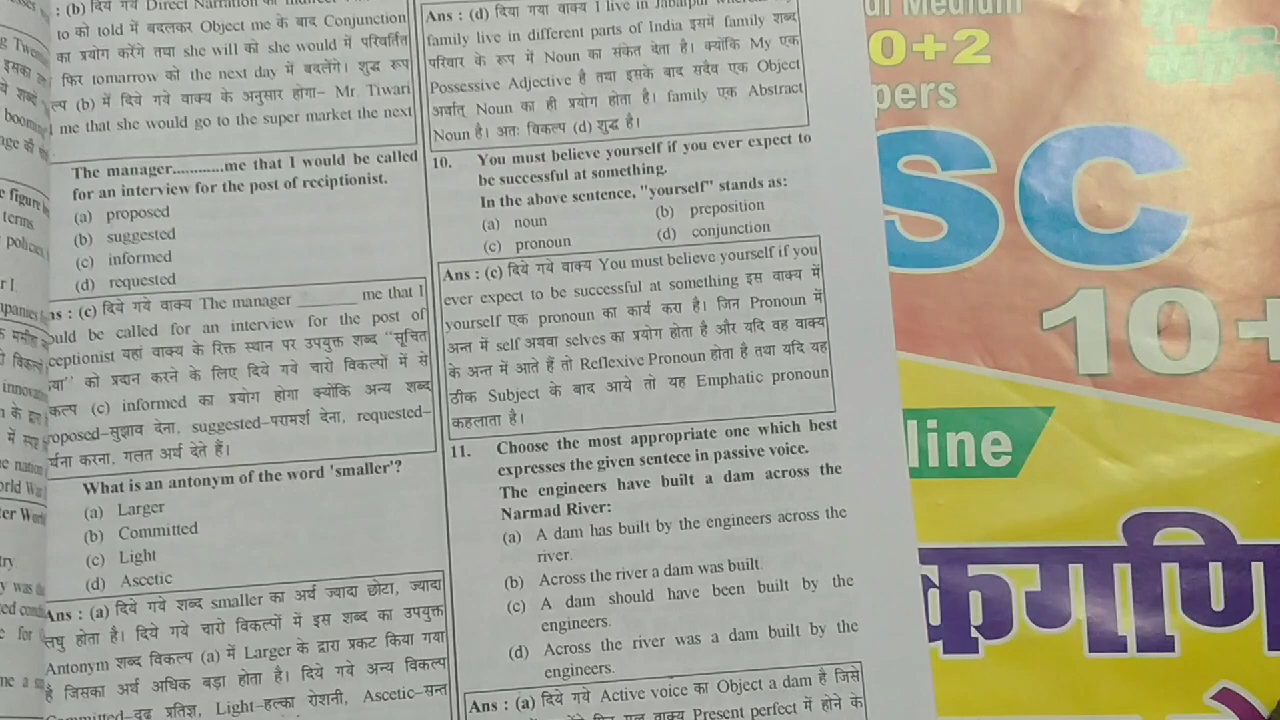 : (b) दिये गये Direct Narration
to को told में बदलकर Object me के बाद Conjunction
का प्रयोग करेंगे तथा she will को she would में परिवर्तित
फिर tomorrow को the next day में बदलेंगे। शुद्ध रूप
ल्प (b) में दिये गये वाक्य के अनुसार होगा– Mr. Tiwari
me that she would go to the super market the next
The manager.............me that I would be called
for an interview for the post of reciptionist.
(a) proposed
(b) suggested
(c) informed
(d) requested
ns : (c) दिये गये वाक्य The manager ______ me that I
ould be called for an interview for the post of
ceptionist यहां वाक्य के रिक्त स्थान पर उपयुक्त शब्द "सूचित
या" को प्रदान करने के लिए दिये गये चारो विकल्पों में से
कल्प (c) informed का प्रयोग होगा क्योंकि अन्य शब्द
roposed–सुझाव देना, suggested–परामर्श देना, requested–
र्थना करना, गलत अर्थ देते हैं।
What is an antonym of the word 'smaller'?
(a) Larger
(b) Committed
(c) Light
(d) Ascetic
Ans : (a) दिये गये शब्द smaller का अर्थ ज्यादा छोटा, ज्यादा
लघु होता है। दिये गये चारो विकल्पों में इस शब्द का उपयुक्त
Antonym शब्द विकल्प (a) में Larger के द्वारा प्रकट किया गया
है जिसका अर्थ अधिक बड़ा होता है। दिये गये अन्य विकल्प
Committed–दृढ़ प्रतिज्ञ, Light–हल्का रोशनी, Ascetic–सन्त
Ans : (d) दिया गया वाक्य I live in Jabalpur
family live in different parts of India इसमें family शब्द
परिवार के रूप में Noun का संकेत देता है। क्योंकि My एक
Possessive Adjective है तथा इसके बाद सदैव एक Object
अर्थात् Noun का ही प्रयोग होता है। family एक Abstract
Noun है। अतः विकल्प (d) शुद्ध है।
10. You must believe yourself if you ever expect to
be successful at something.
In the above sentence, "yourself" stands as:
(a) noun (b) preposition
(c) pronoun (d) conjunction
Ans : (c) दिये गये वाक्य You must believe yourself if you
ever expect to be successful at something इस वाक्य में
yourself एक pronoun का कार्य करा है। जिन Pronoun में
अन्त में self अथवा selves का प्रयोग होता है और यदि वह वाक्य
के अन्त में आते हैं तो Reflexive Pronoun होता है तथा यदि यह
ठीक Subject के बाद आये तो यह Emphatic pronoun
कहलाता है।
11. Choose the most appropriate one which best
expresses the given sentece in passive voice.
The engineers have built a dam across the
Narmad River:
(a) A dam has built by the engineers across the
river.
(b) Across the river a dam was built.
(c) A dam should have been built by the
engineers.
(d) Across the river was a dam built by the
engineers.
Ans : (a) दिये गये Active voice का Object a dam है जिसे
वाक्य Present perfect में होने के
Medium
0+2
pers
SC
10+
line
कगणि